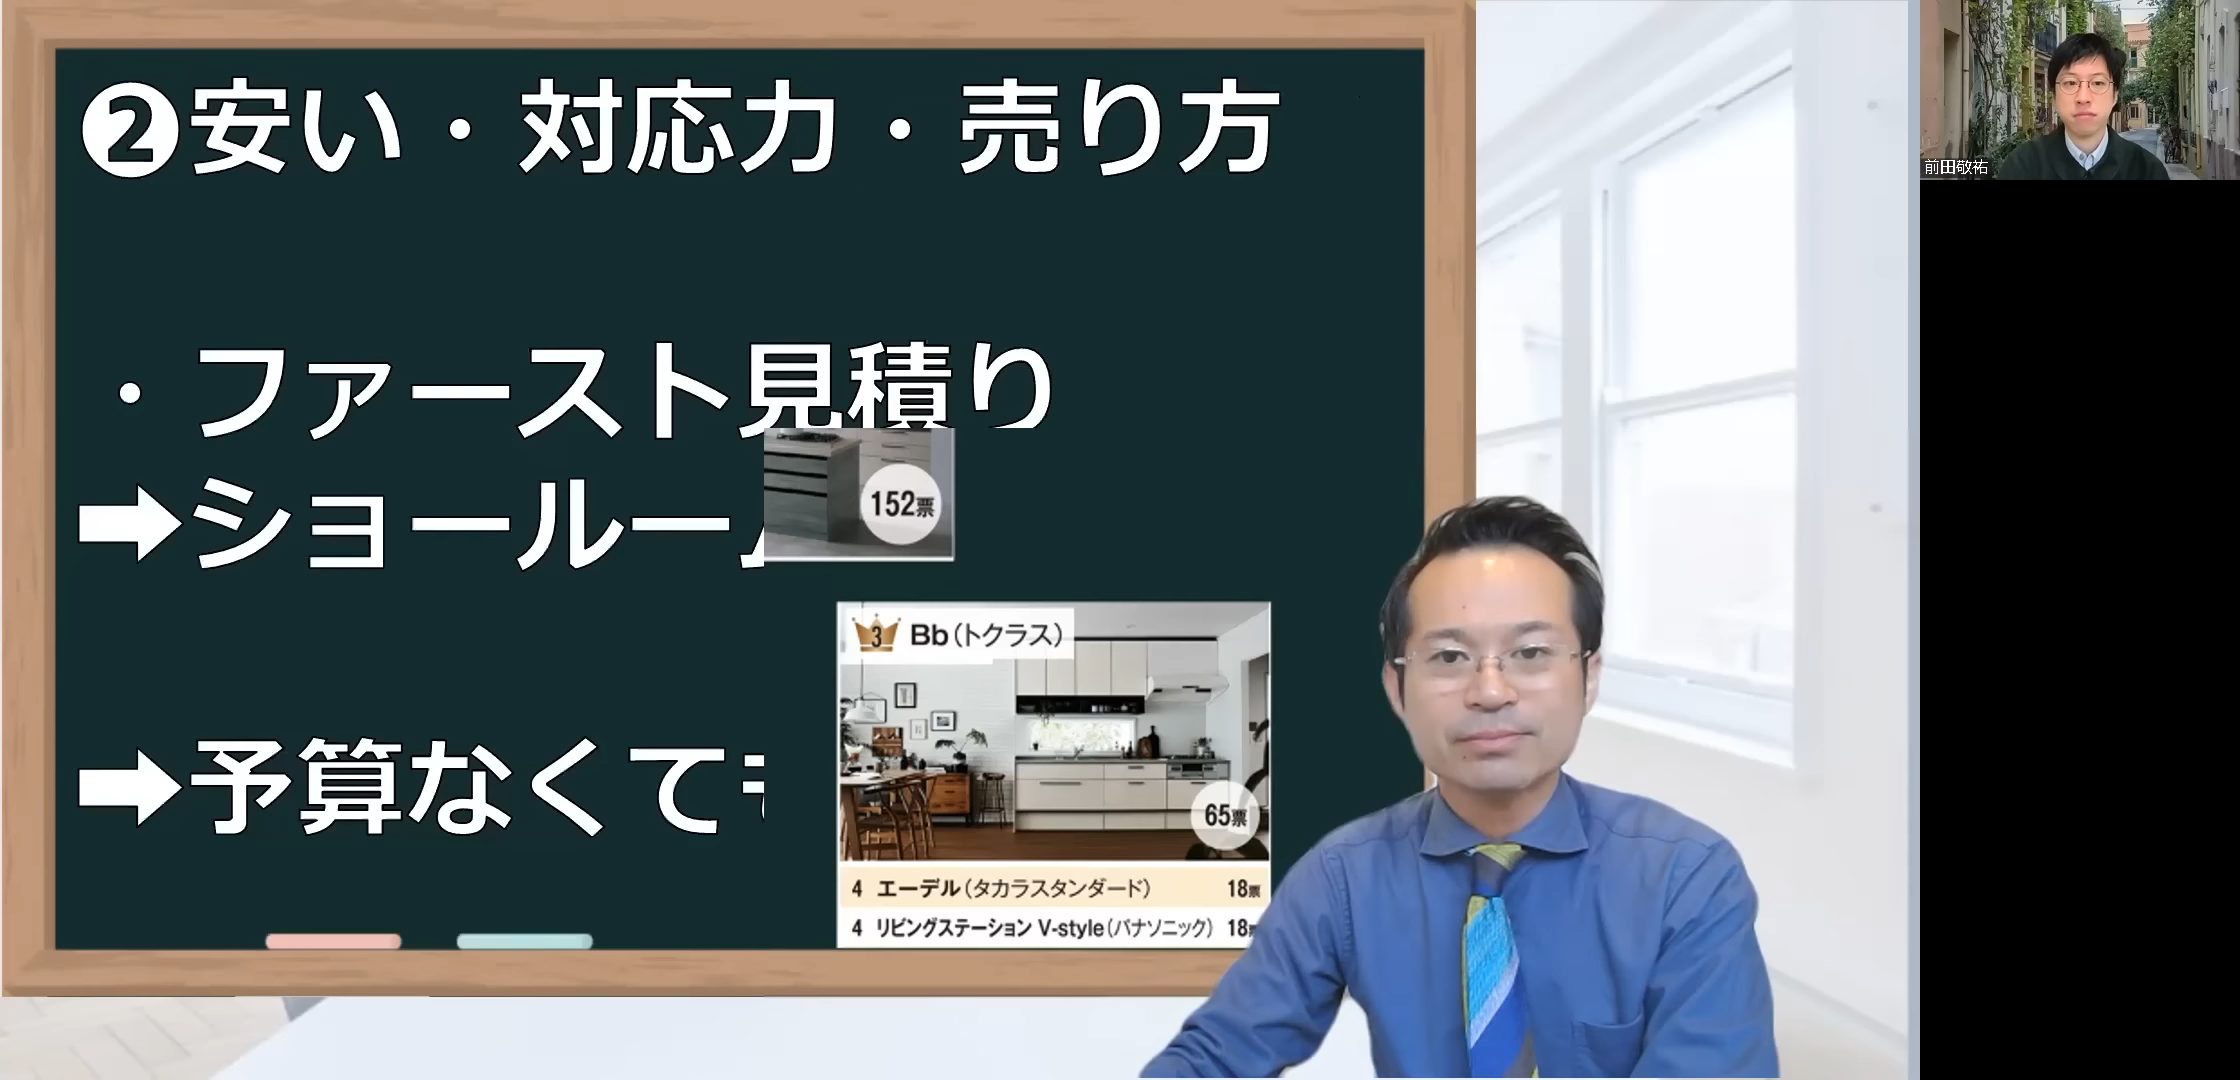 ❷安い・対応力・売り方
・ファースト見積り
➡ショールー
152票
➡予算なくて
3 Bb(トクラス)
65票
4 エーデル(タカラスタンダード) 18票
4 リビングステーション V-style(パナソニック) 18票
前田敬祐